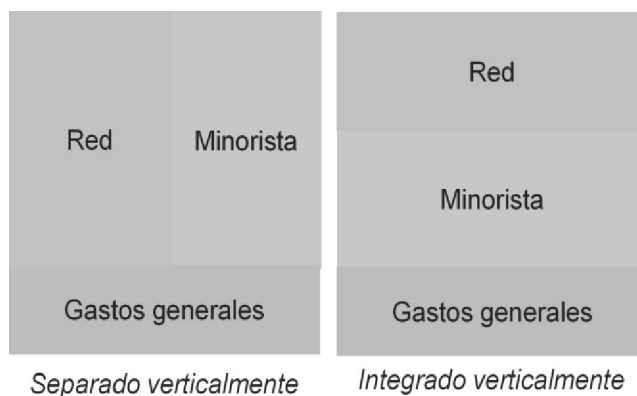 Red
Minorista
Gastos generales
Separado verticalmente
Red
Minorista
Gastos generales
Integrado verticalmente